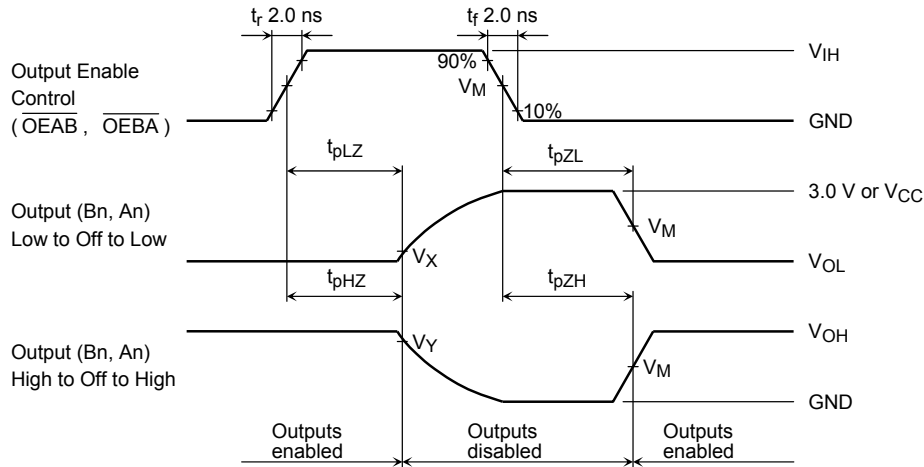 tr 2.0 ns
tf 2.0 ns
Output Enable
Control
( OEAB , OEBA )
90%
VM
10%
VIH
GND
tpLZ
tpZL
3.0 V or VCC
Output (Bn, An)
Low to Off to Low
VX
VM
VOL
tpHZ
tpZH
Output (Bn, An)
High to Off to High
VY
VM
VOH
GND
Outputs
enabled
Outputs
disabled
Outputs
enabled